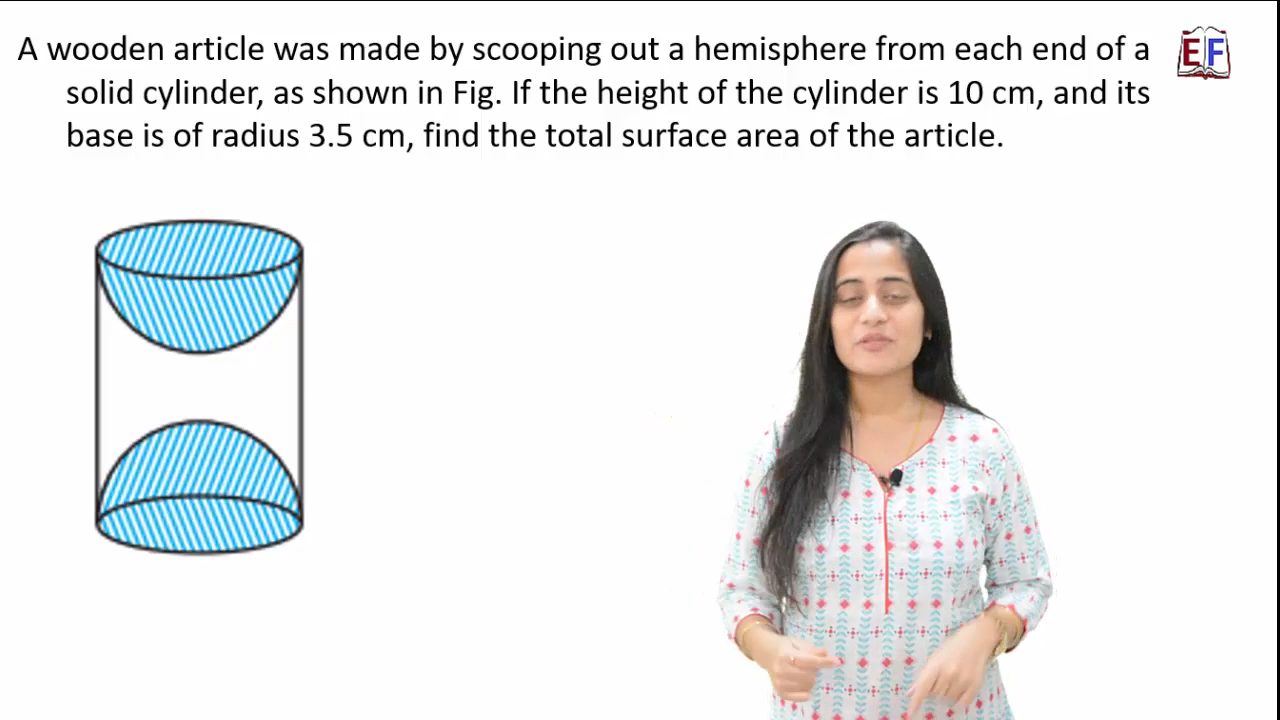 A wooden article was made by scooping out a hemisphere from each end of a
solid cylinder, as shown in Fig. If the height of the cylinder is 10 cm, and its
base is of radius 3.5 cm, find the total surface area of the article.
EF